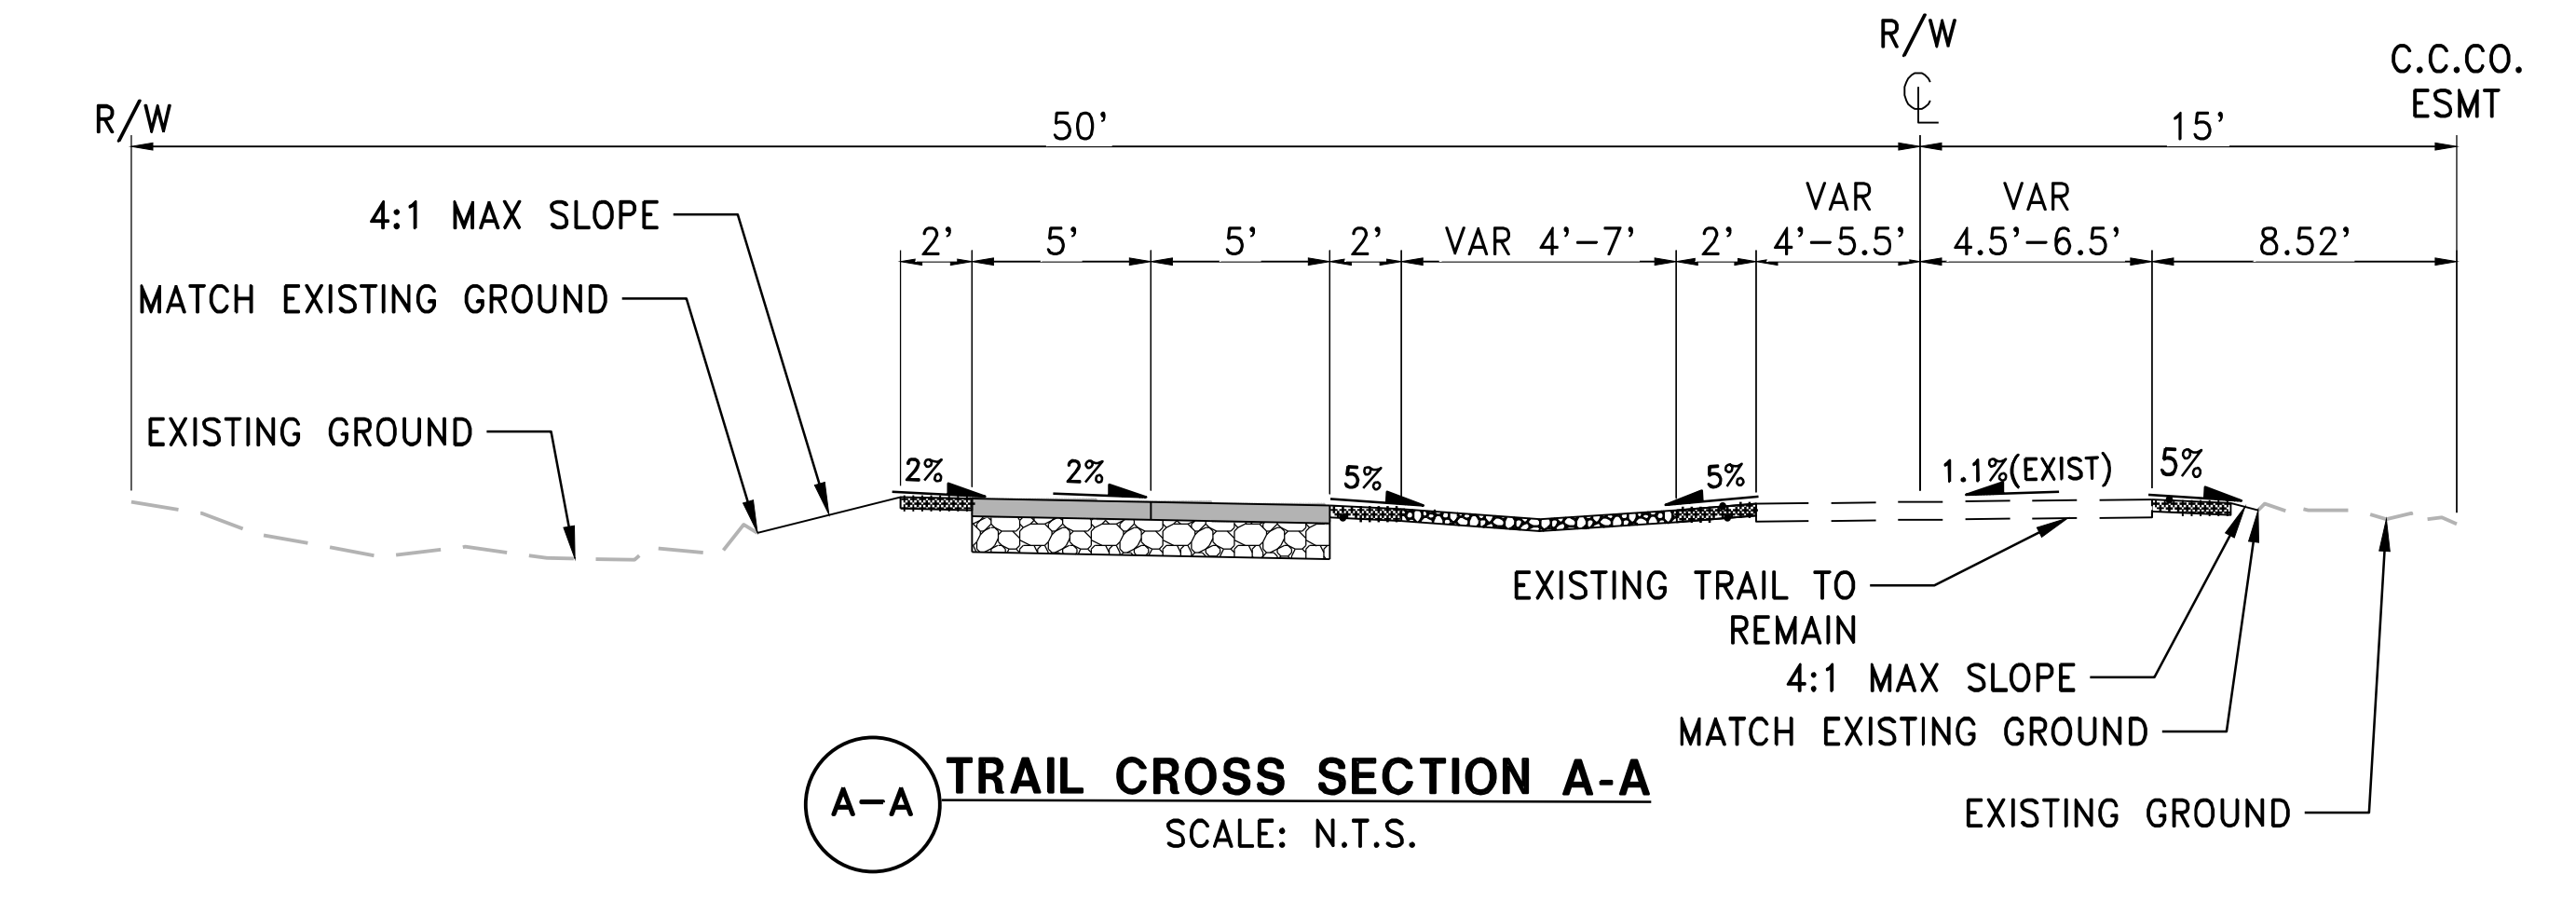 R/W
R/W
℄
C.C.CO.
ESMT
50'
15'
4:1 MAX SLOPE
MATCH EXISTING GROUND
EXISTING GROUND
2'
5'
5'
2'
VAR 4'-7'
2'
VAR
4'-5.5'
VAR
4.5'-6.5'
8.52'
2%
2%
5%
5%
1.1%(EXIST)
5%
EXISTING TRAIL TO
REMAIN
4:1 MAX SLOPE
MATCH EXISTING GROUND
EXISTING GROUND
A-A
TRAIL CROSS SECTION A-A
SCALE: N.T.S.